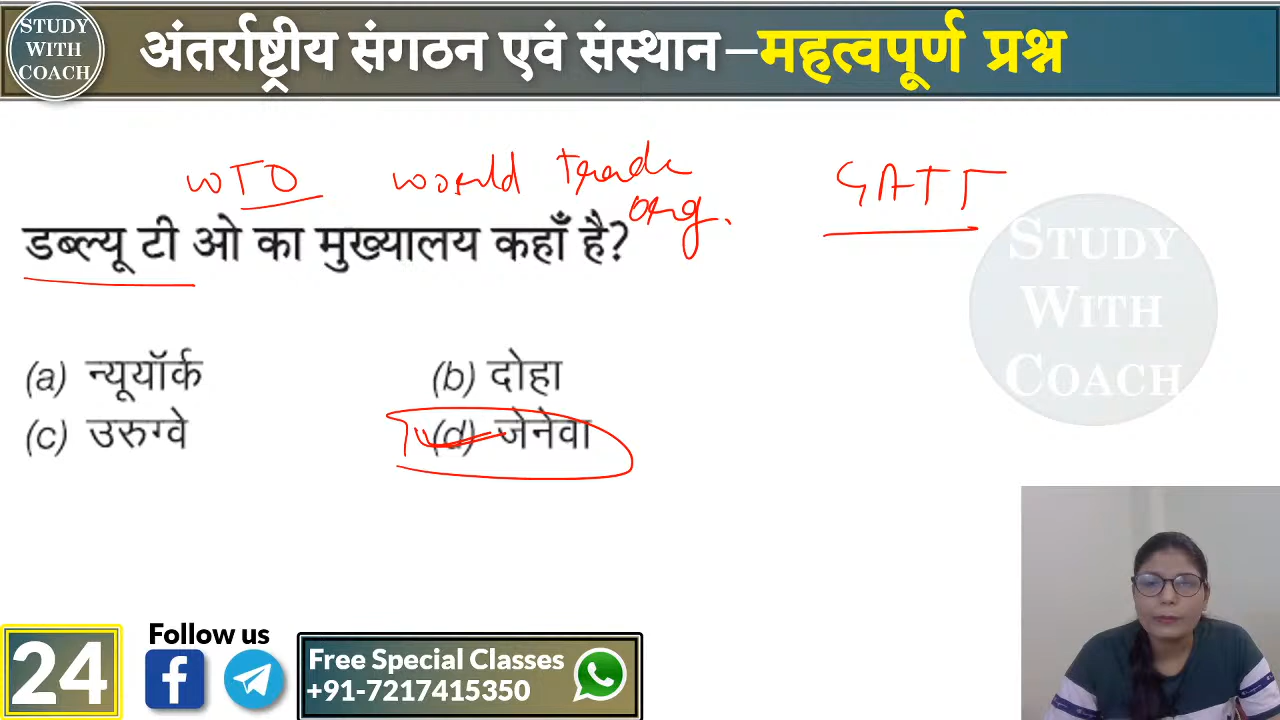 STUDY
WITH
COACH
अंतर्राष्ट्रीय संगठन एवं संस्थान–महत्वपूर्ण प्रश्न
WTO world trade org.
GATT
डब्ल्यू टी ओ का मुख्यालय कहाँ है?
STUDY
WITH
COACH
(a) न्यूयॉर्क
(b) दोहा
(c) उरुग्वे
(d) जेनेवा
24
Follow us
Free Special Classes
+91-7217415350